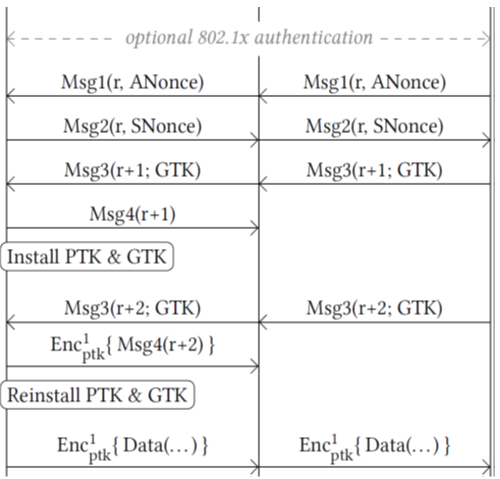 optional 802.1x authentication
Msg1(r, ANonce) Msg1(r, ANonce)
Msg2(r, SNonce) Msg2(r, SNonce)
Msg3(r+1; GTK) Msg3(r+1; GTK)
Msg4(r+1)
Install PTK & GTK
Msg3(r+2; GTK) Msg3(r+2; GTK)
Enc¹ₚₜₖ{ Msg4(r+2) }
Reinstall PTK & GTK
Enc¹ₚₜₖ{ Data(…) } Enc¹ₚₜₖ{ Data(…) }